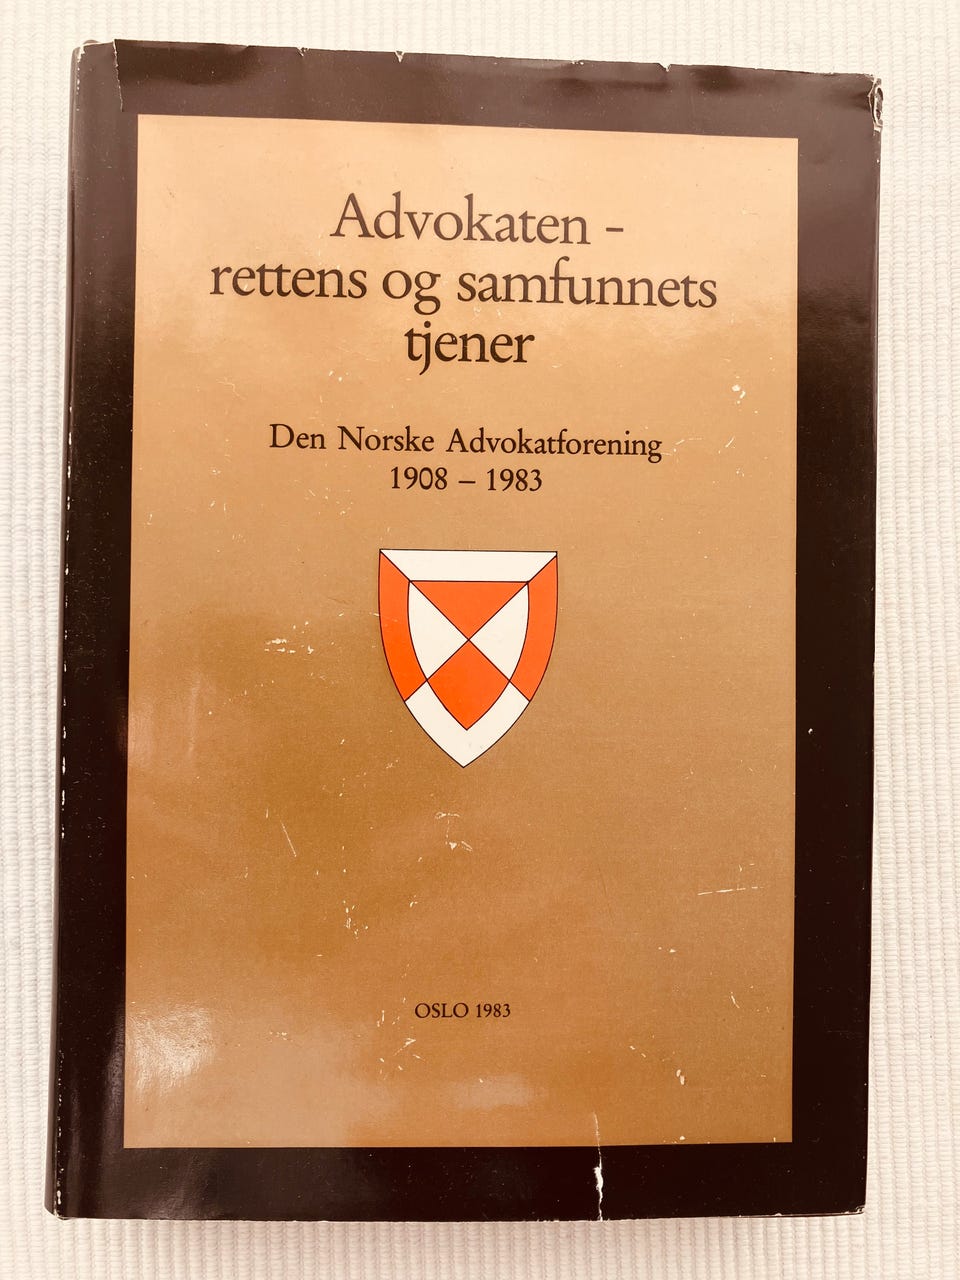 Advokaten -
rettens og samfunnets
tjener
Den Norske Advokatforening
1908 – 1983
OSLO 1983